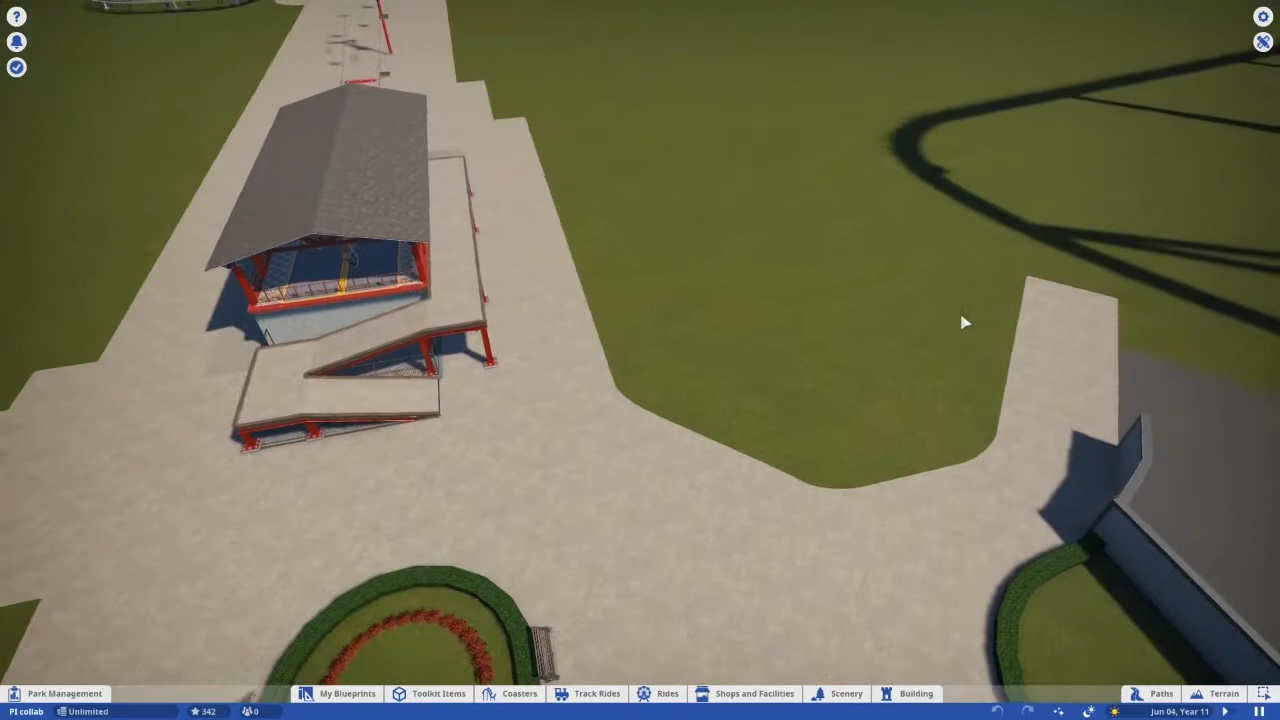 Park Management
My Blueprints
Toolkit Items
Coasters
Track Rides
Rides
Shops and Facilities
Scenery
Building
Paths
Terrain
PI collab
Unlimited
342
0
Jun 04, Year 11